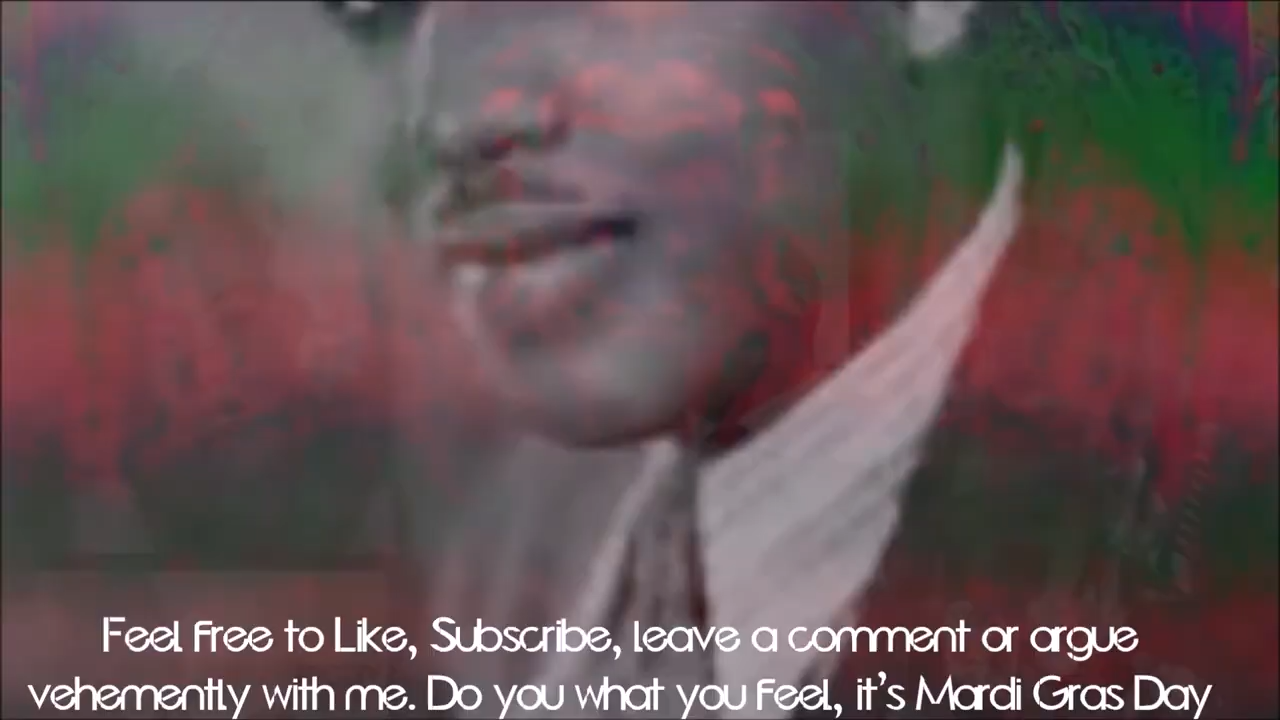 Feel free to Like, Subscribe, leave a comment or argue
vehemently with me. Do you what you feel, it's Mardi Gras Day